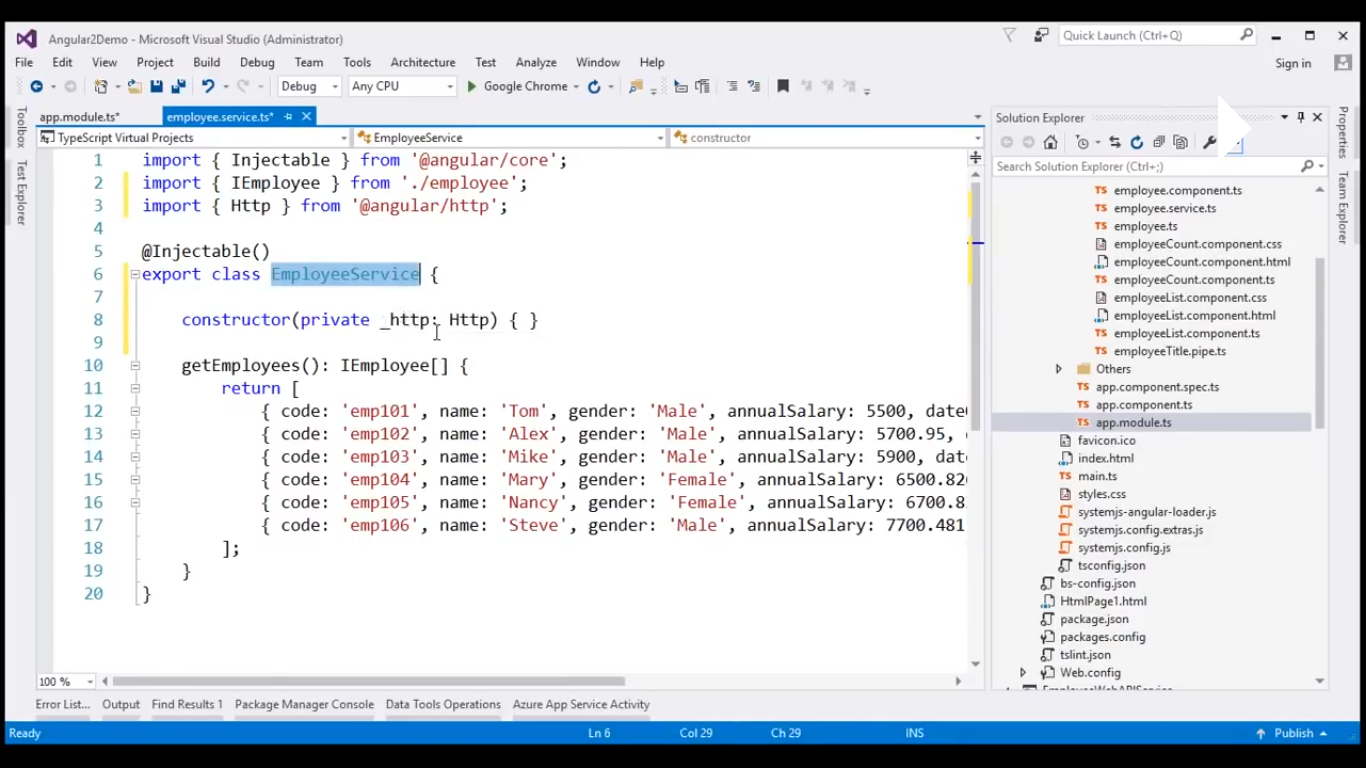 Angular2Demo - Microsoft Visual Studio (Administrator)
Quick Launch (Ctrl+Q)
File Edit View Project Build Debug Team Tools Architecture Test Analyze Window Help
Sign in
Debug Any CPU Google Chrome
app.module.ts* employee.service.ts*
Toolbox
Test Explorer
TypeScript Virtual Projects EmployeeService constructor
1 import { Injectable } from '@angular/core';
2 import { IEmployee } from './employee';
3 import { Http } from '@angular/http';
4
5 @Injectable()
6 export class EmployeeService {
7
8 constructor(private _http: Http) { }
9
10 getEmployees(): IEmployee[] {
11 return [
12 { code: 'emp101', name: 'Tom', gender: 'Male', annualSalary: 5500,
13 { code: 'emp102', name: 'Alex', gender: 'Male', annualSalary: 5700.95,
14 { code: 'emp103', name: 'Mike', gender: 'Male', annualSalary: 5900,
15 { code: 'emp104', name: 'Mary', gender: 'Female', annualSalary:
16 { code: 'emp105', name: 'Nancy', gender: 'Female', annualSalary:
17 { code: 'emp106', name: 'Steve', gender: 'Male', annualSalary: 7700.481
18 ];
19 }
20 }
100 %
Solution Explorer
Search Solution Explorer (Ctrl+;)
employee.component.ts
employee.service.ts
employee.ts
employeeCount.component.css
employeeCount.component.html
employeeCount.component.ts
employeeList.component.css
employeeList.component.html
employeeList.component.ts
employeeTitle.pipe.ts
Others
app.component.spec.ts
app.component.ts
app.module.ts
favicon.ico
index.html
main.ts
styles.css
systemjs-angular-loader.js
systemjs.config.extras.js
systemjs.config.js
tsconfig.json
bs-config.json
HtmlPage1.html
package.json
packages.config
tslint.json
Web.config
Properties
Team Explorer
Error List... Output Find Results 1 Package Manager Console Data Tools Operations Azure App Service Activity
Ready Ln 6 Col 29 Ch 29 INS Publish